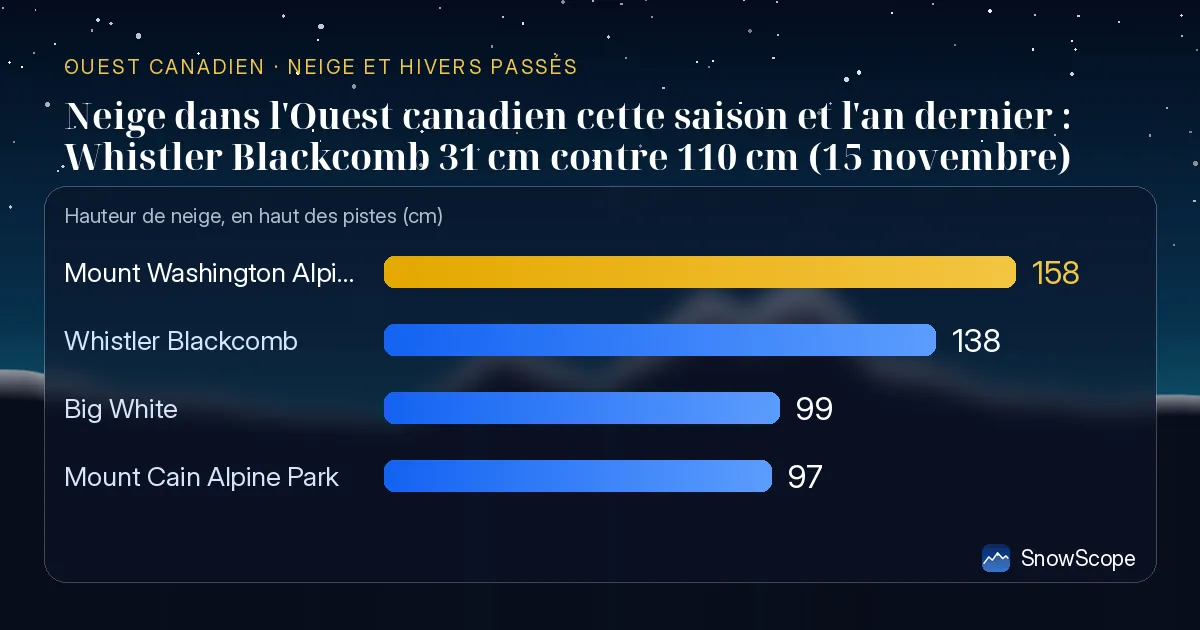 OUEST CANADIEN · NEIGE ET HIVERS PASSÉS
Neige dans l'Ouest canadien cette saison et l'an dernier :
Whistler Blackcomb 31 cm contre 110 cm (15 novembre)
Hauteur de neige, en haut des pistes (cm)
Mount Washington Alpi... 158
Whistler Blackcomb 138
Big White 99
Mount Cain Alpine Park 97
SnowScope